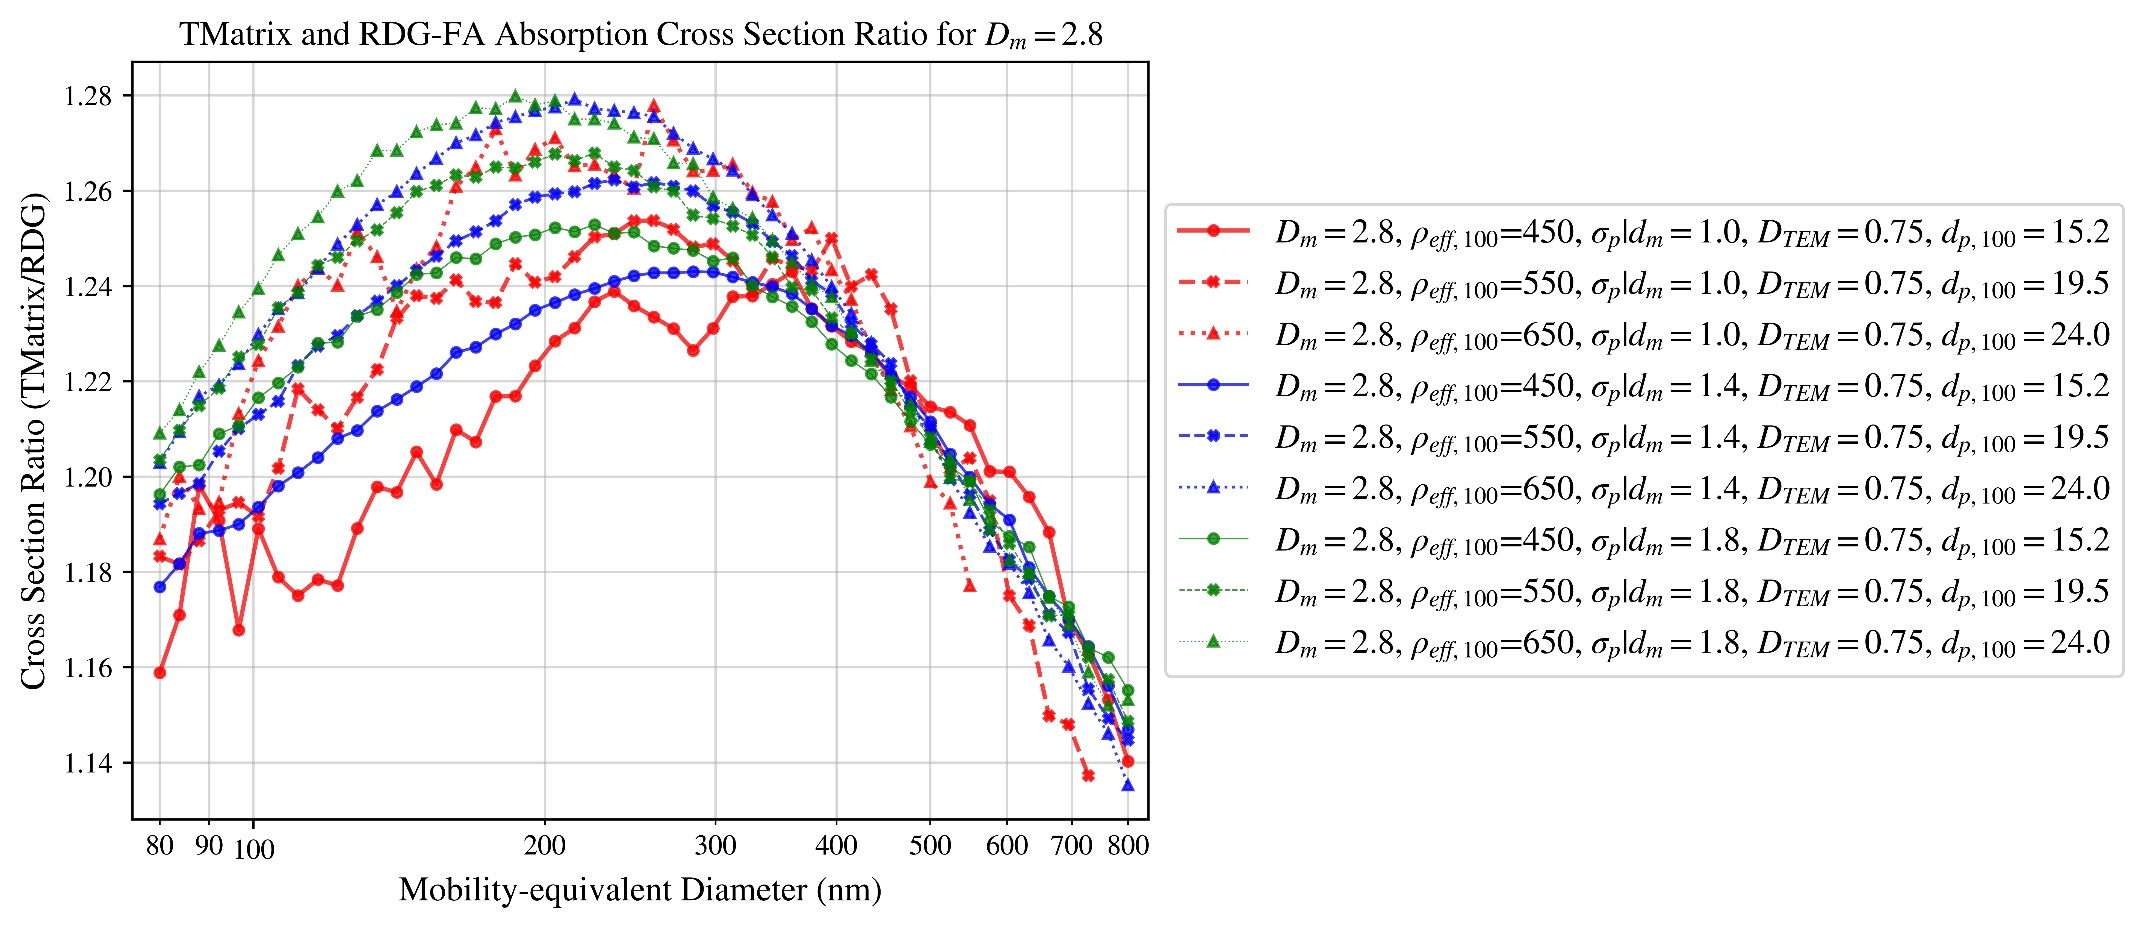 TMatrix and RDG-FA Absorption Cross Section Ratio for Dₘ = 2.8
Cross Section Ratio (TMatrix/RDG)
1.28
1.26
1.24
1.22
1.20
1.18
1.16
1.14
80 90 100 200 300 400 500 600 700 800
Mobility-equivalent Diameter (nm)
D_m = 2.8, ρ_eff,100=450, σ_p|d_m = 1.0, D_TEM = 0.75, d_p,100 = 15.2
D_m = 2.8, ρ_eff,100=550, σ_p|d_m = 1.0, D_TEM = 0.75, d_p,100 = 19.5
D_m = 2.8, ρ_eff,100=650, σ_p|d_m = 1.0, D_TEM = 0.75, d_p,100 = 24.0
D_m = 2.8, ρ_eff,100=450, σ_p|d_m = 1.4, D_TEM = 0.75, d_p,100 = 15.2
D_m = 2.8, ρ_eff,100=550, σ_p|d_m = 1.4, D_TEM = 0.75, d_p,100 = 19.5
D_m = 2.8, ρ_eff,100=650, σ_p|d_m = 1.4, D_TEM = 0.75, d_p,100 = 24.0
D_m = 2.8, ρ_eff,100=450, σ_p|d_m = 1.8, D_TEM = 0.75, d_p,100 = 15.2
D_m = 2.8, ρ_eff,100=550, σ_p|d_m = 1.8, D_TEM = 0.75, d_p,100 = 19.5
D_m = 2.8, ρ_eff,100=650, σ_p|d_m = 1.8, D_TEM = 0.75, d_p,100 = 24.0